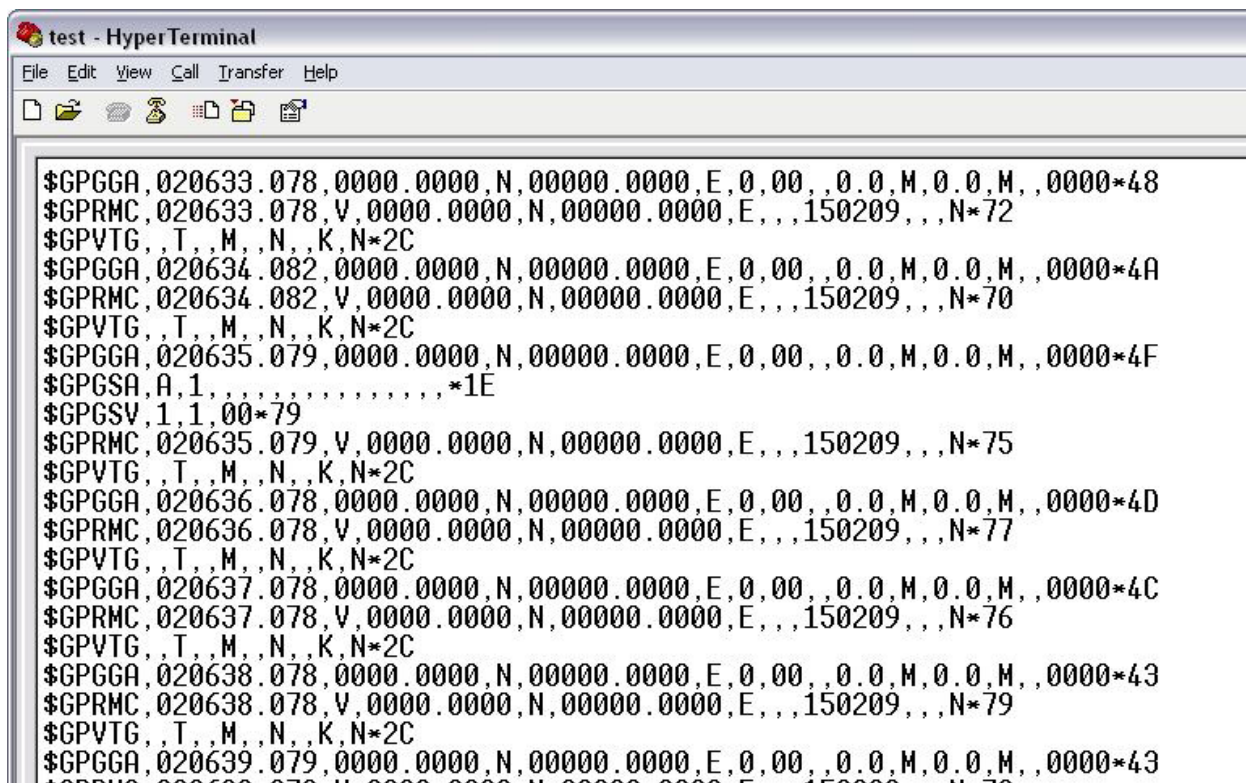 test - HyperTerminal
File Edit View Call Transfer Help
$GPGGA,020633.078,0000.0000,N,00000.0000,E,0,00,,0.0,M,0.0,M,,0000*48
$GPRMC,020633.078,V,0000.0000,N,00000.0000,E,,,150209,,,N*72
$GPVTG,,T,,M,,N,,K,N*2C
$GPGGA,020634.082,0000.0000,N,00000.0000,E,0,00,,0.0,M,0.0,M,,0000*4A
$GPRMC,020634.082,V,0000.0000,N,00000.0000,E,,,150209,,,N*70
$GPVTG,,T,,M,,N,,K,N*2C
$GPGGA,020635.079,0000.0000,N,00000.0000,E,0,00,,0.0,M,0.0,M,,0000*4F
$GPGSA,A,1,,,,,,,,,,,,,,,*1E
$GPGSV,1,1,00*79
$GPRMC,020635.079,V,0000.0000,N,00000.0000,E,,,150209,,,N*75
$GPVTG,,T,,M,,N,,K,N*2C
$GPGGA,020636.078,0000.0000,N,00000.0000,E,0,00,,0.0,M,0.0,M,,0000*4D
$GPRMC,020636.078,V,0000.0000,N,00000.0000,E,,,150209,,,N*77
$GPVTG,,T,,M,,N,,K,N*2C
$GPGGA,020637.078,0000.0000,N,00000.0000,E,0,00,,0.0,M,0.0,M,,0000*4C
$GPRMC,020637.078,V,0000.0000,N,00000.0000,E,,,150209,,,N*76
$GPVTG,,T,,M,,N,,K,N*2C
$GPGGA,020638.078,0000.0000,N,00000.0000,E,0,00,,0.0,M,0.0,M,,0000*43
$GPRMC,020638.078,V,0000.0000,N,00000.0000,E,,,150209,,,N*79
$GPVTG,,T,,M,,N,,K,N*2C
$GPGGA,020639.079,0000.0000,N,00000.0000,E,0,00,,0.0,M,0.0,M,,0000*43